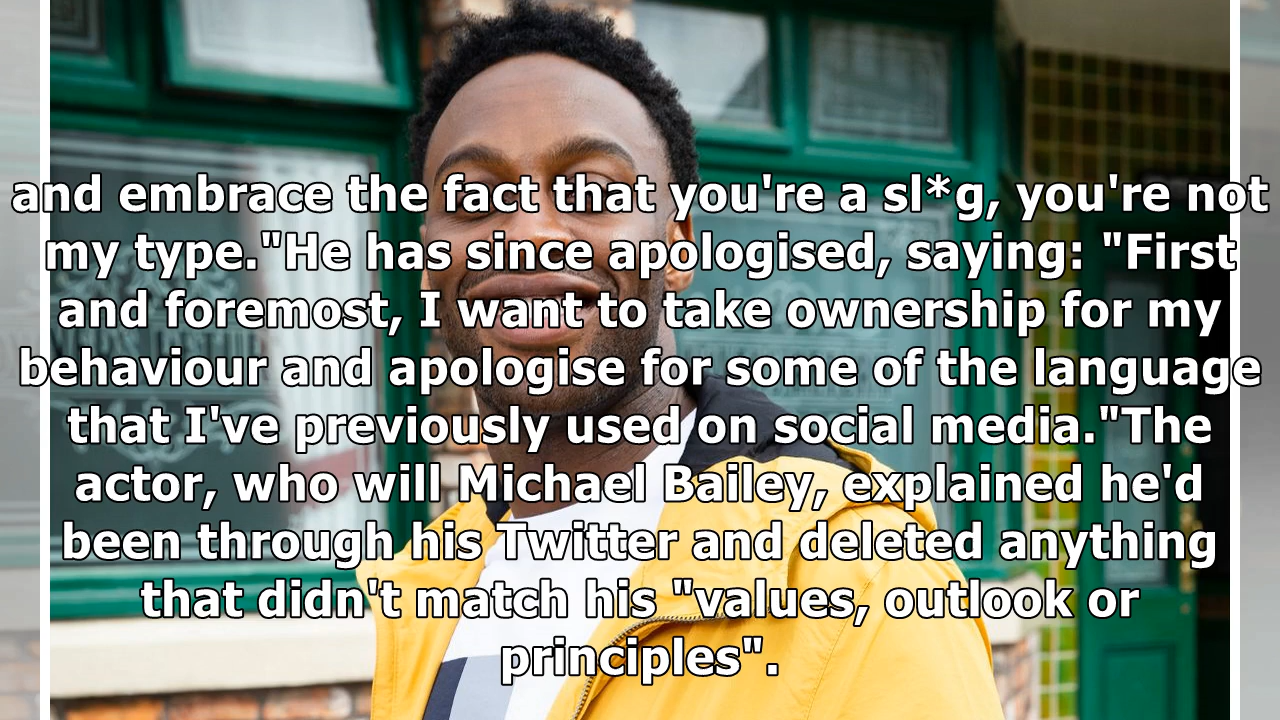 and embrace the fact that you're a sl*g, you're not
my type."He has since apologised, saying: "First
and foremost, I want to take ownership for my
behaviour and apologise for some of the language
that I've previously used on social media."The
actor, who will Michael Bailey, explained he'd
been through his Twitter and deleted anything
that didn't match his "values, outlook or
principles".